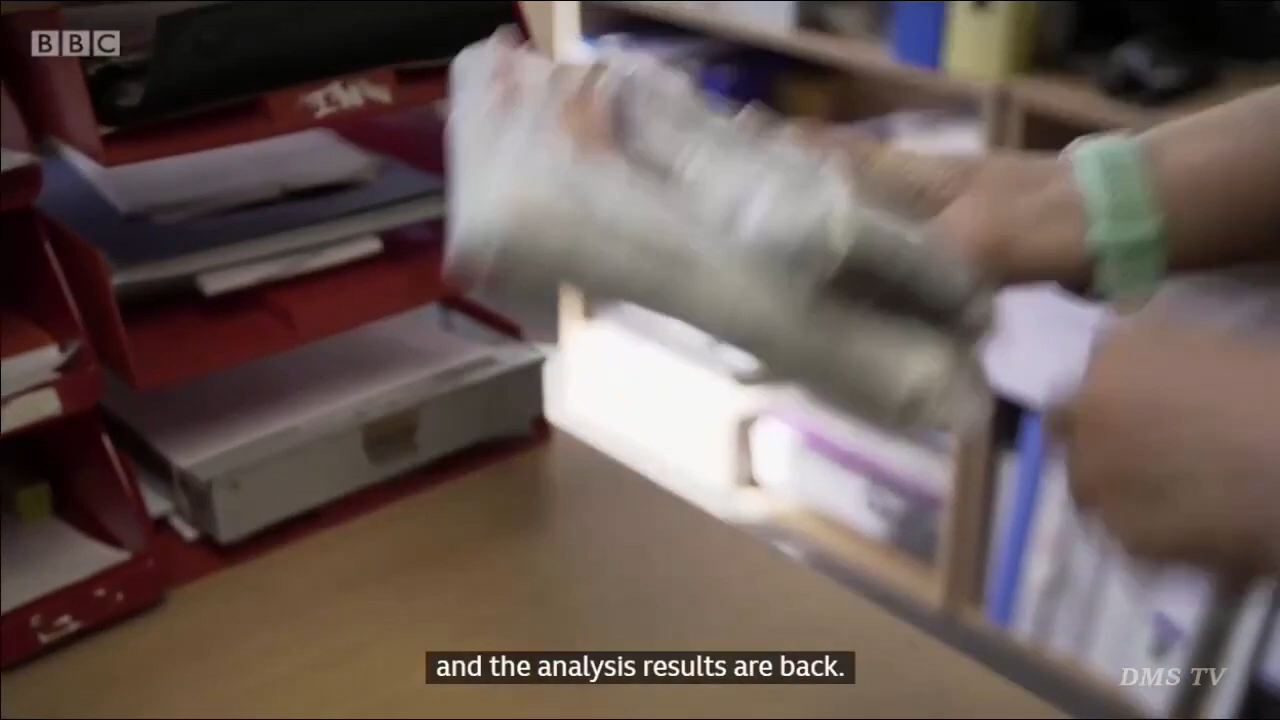 BBC
and the analysis results are back.
DMS TV